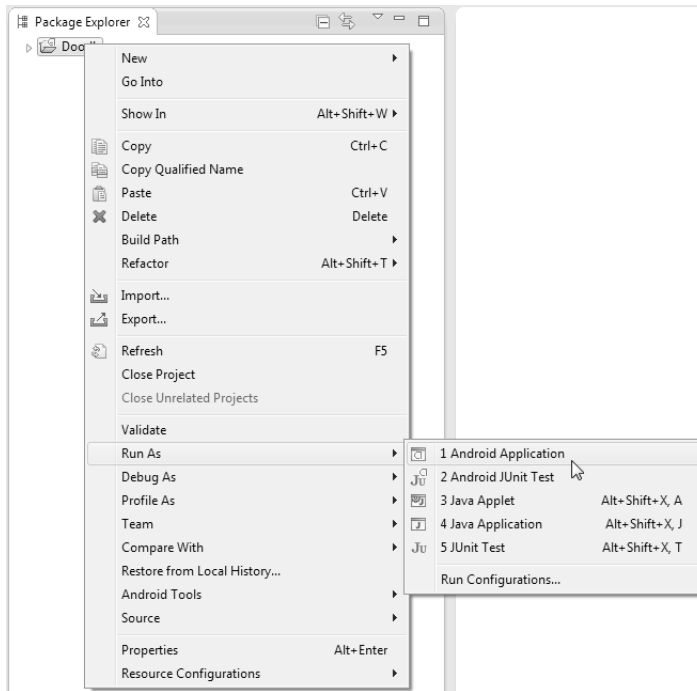 Package Explorer
New
Go Into
Show In Alt+Shift+W
Copy Ctrl+C
Copy Qualified Name
Paste Ctrl+V
Delete Delete
Build Path
Refactor Alt+Shift+T
Import...
Export...
Refresh F5
Close Project
Close Unrelated Projects
Validate
Run As
Debug As
Profile As
Team
Compare With
Restore from Local History...
Android Tools
Source
Properties Alt+Enter
Resource Configurations
1 Android Application
2 Android JUnit Test
3 Java Applet Alt+Shift+X, A
4 Java Application Alt+Shift+X, J
5 JUnit Test Alt+Shift+X, T
Run Configurations...